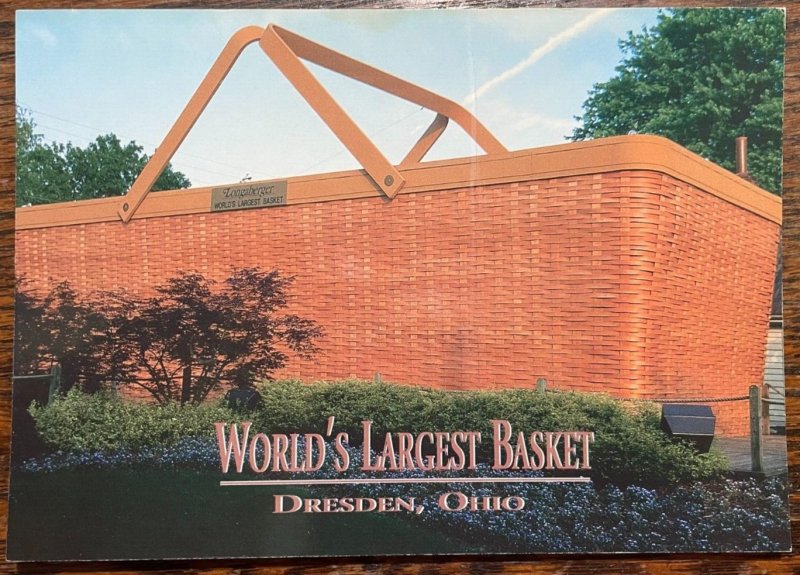 Longaberger
WORLD'S LARGEST BASKET
WORLD'S LARGEST BASKET
DRESDEN, OHIO